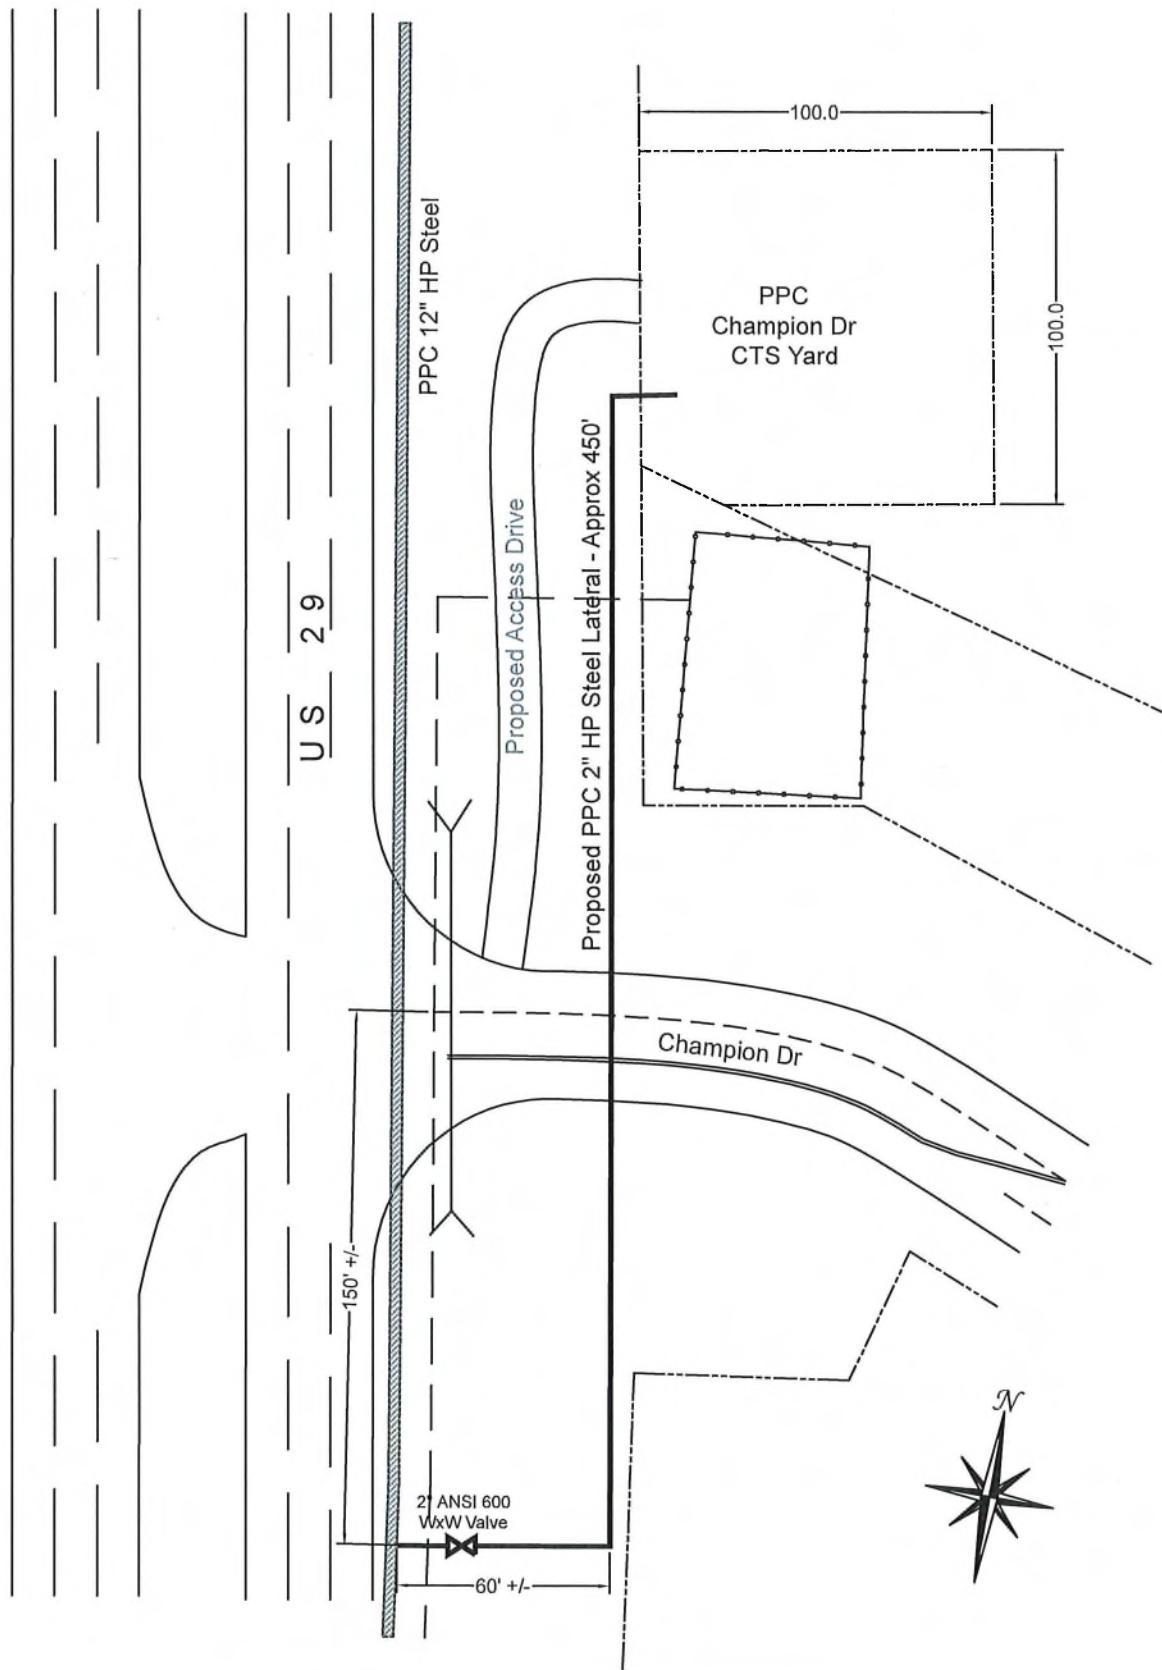 100.0
PPC 12" HP Steel
PPC
Champion Dr
CTS Yard
100.0
Proposed PPC 2" HP Steel Lateral - Approx 450'
Proposed Access Drive
US 29
Champion Dr
150' +/-
N
2" ANSI 600
WxW Valve
60' +/-